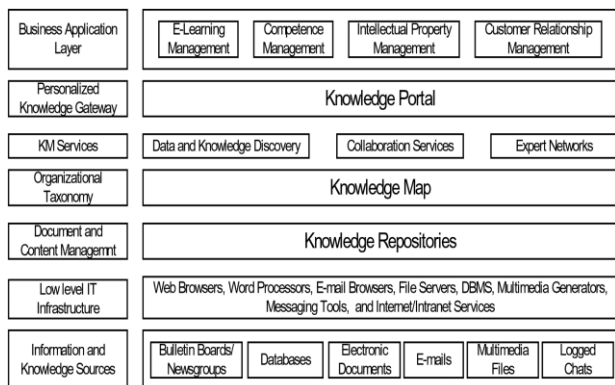 Business Application
Layer
E-Learning
Management
Competence
Management
Intellectual Property
Management
Customer Relationship
Management
Personalized
Knowledge Gateway
Knowledge Portal
KM Services
Data and Knowledge Discovery
Collaboration Services
Expert Networks
Organizational
Taxonomy
Knowledge Map
Document and
Content Managemnt
Knowledge Repositories
Low level IT
Infrastructure
Web Browsers, Word Processors, E-mail Browsers, File Servers, DBMS, Multimedia Generators,
Messaging Tools, and Internet/Intranet Services
Information and
Knowledge Sources
Bulletin Boards/
Newsgroups
Databases
Electronic
Documents
E-mails
Multimedia
Files
Logged
Chats